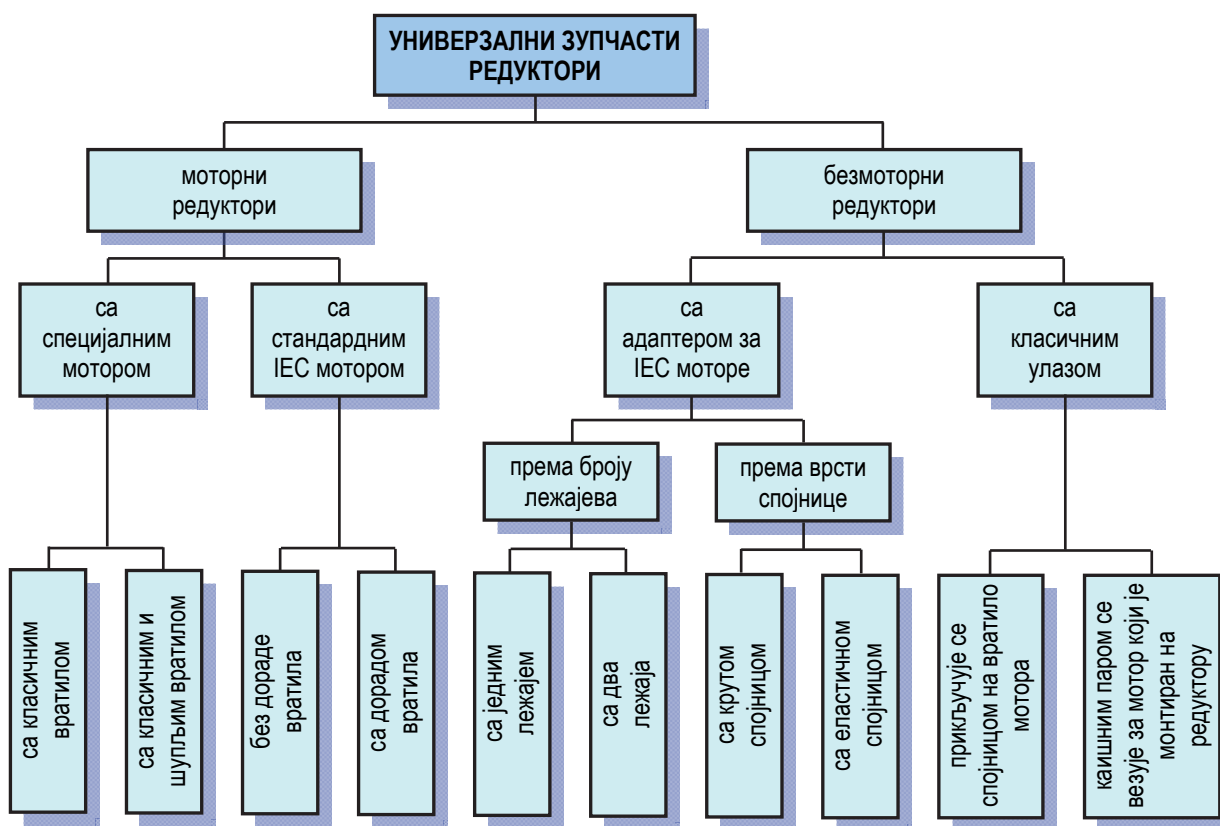 УНИВЕРЗАЛНИ ЗУПЧАСТИ
РЕДУКТОРИ
моторни
редуктори
безмоторни
редуктори
са
специјалним
мотором
са
стандардним
IEC мотором
са
адаптером за
IEC моторе
са
класичним
улазом
према броју
лежајева
према врсти
спојнице
са класичним
вратилом
са класичним и
шупљим вратилом
без дораде
вратила
са дорадом
вратила
са једним
лежајем
са два
лежаја
са крутом
спојницом
са еластичном
спојницом
прикључује се
спојницом на вратило
мотора
каишним паром се
везује за мотор који је
монтиран на
редуктору